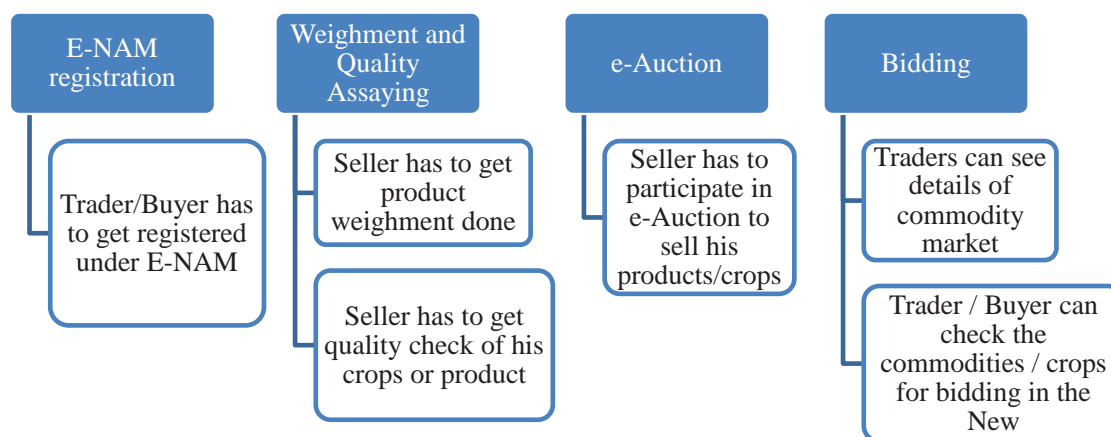 E-NAM
registration
Trader/Buyer has
to get registered
under E-NAM
Weighment and
Quality
Assaying
Seller has to get
product
weighment done
Seller has to get
quality check of his
crops or product
e-Auction
Seller has to
participate in
e-Auction to
sell his
products/crops
Bidding
Traders can see
details of
commodity
market
Trader / Buyer can
check the
commodities / crops
for bidding in the
New